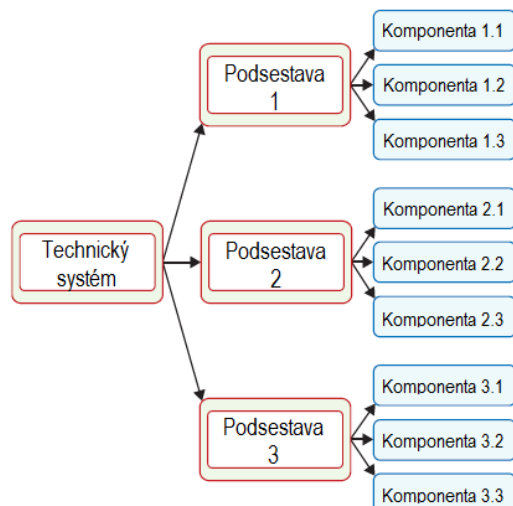 Technický
systém
Podsestava
1
Komponenta 1.1
Komponenta 1.2
Komponenta 1.3
Podsestava
2
Komponenta 2.1
Komponenta 2.2
Komponenta 2.3
Podsestava
3
Komponenta 3.1
Komponenta 3.2
Komponenta 3.3